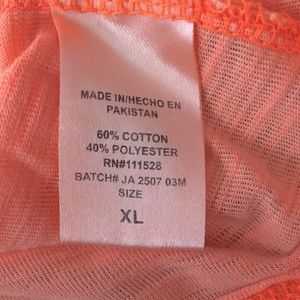 MADE IN/HECHO EN
PAKISTAN
60% COTTON
40% POLYESTER
RN#111528
BATCH# JA 2507 03M
SIZE
XL